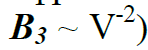 B₃ ~ V⁻²)